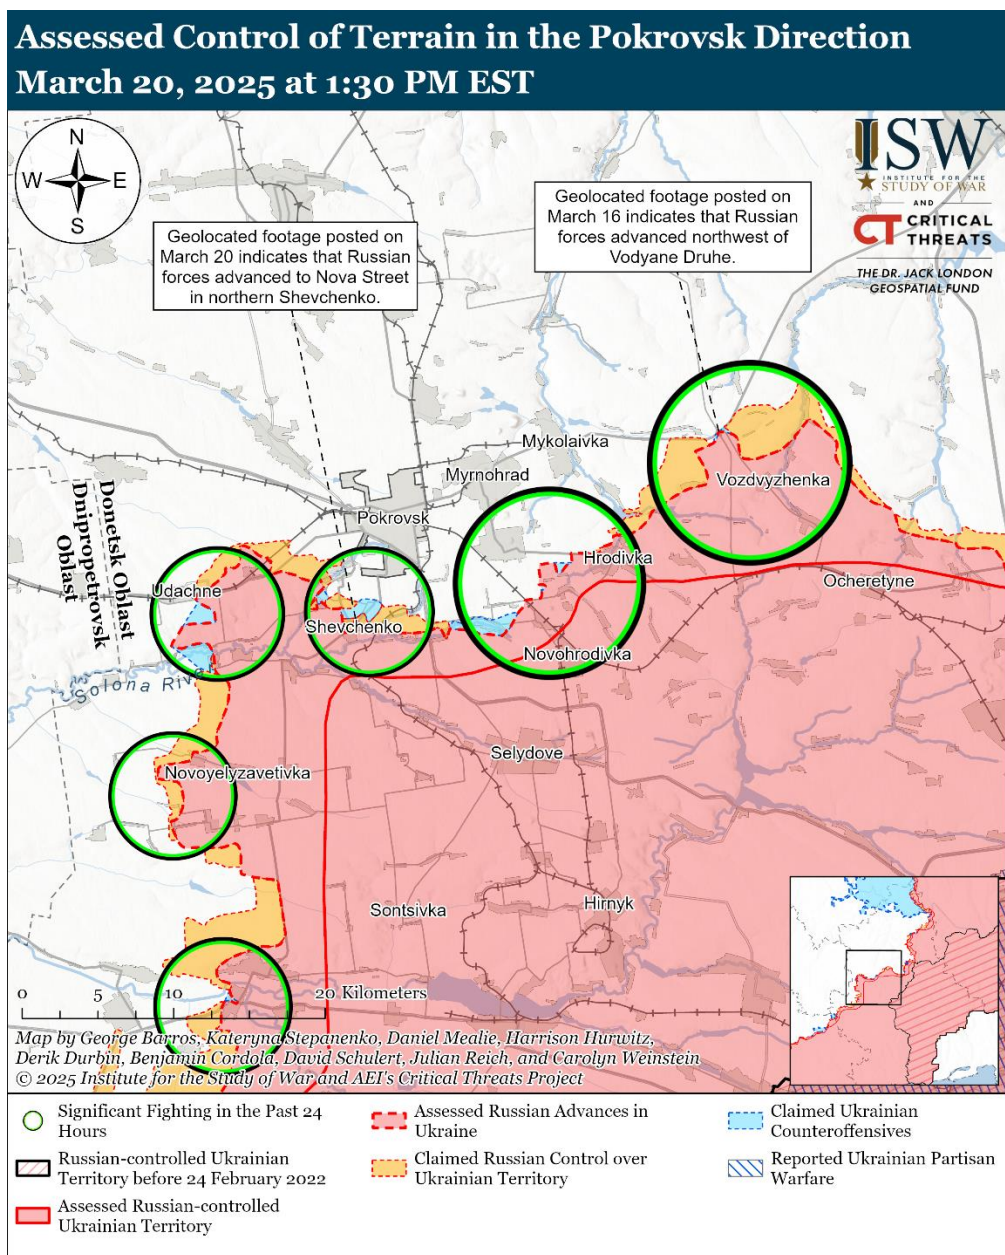 Assessed Control of Terrain in the Pokrovsk Direction
March 20, 2025 at 1:30 PM EST
N
W
E
S
ISW
INSTITUTE FOR THE
STUDY OF WAR
AND
CT CRITICAL
THREATS
THE DR. JACK LONDON
GEOSPATIAL FUND
Geolocated footage posted on
March 16 indicates that Russian
forces advanced northwest of
Vodyane Druhe.
Geolocated footage posted on
March 20 indicates that Russian
forces advanced to Nova Street
in northern Shevchenko.
Mykolaivka
Myrnohrad
Vozdvyzhenka
Pokrovsk
Donetsk Oblast
Dnipropetrovsk
Oblast
Hrodivka
Ocheretyne
Udachne
Shevchenko
Novohrodivka
Solona River
Selydove
Novoyelyzavetivka
Sontsivka
Hirnyk
0 5 10 20 Kilometers
Map by George Barros, Kateryna Stepanenko, Daniel Mealie, Harrison Hurwitz,
Derik Durbin, Benjamin Cordola, David Schulert, Julian Reich, and Carolyn Weinstein
© 2025 Institute for the Study of War and AEI's Critical Threats Project
Significant Fighting in the Past 24
Hours
Russian-controlled Ukrainian
Territory before 24 February 2022
Assessed Russian-controlled
Ukrainian Territory
Assessed Russian Advances in
Ukraine
Claimed Russian Control over
Ukrainian Territory
Claimed Ukrainian
Counteroffensives
Reported Ukrainian Partisan
Warfare